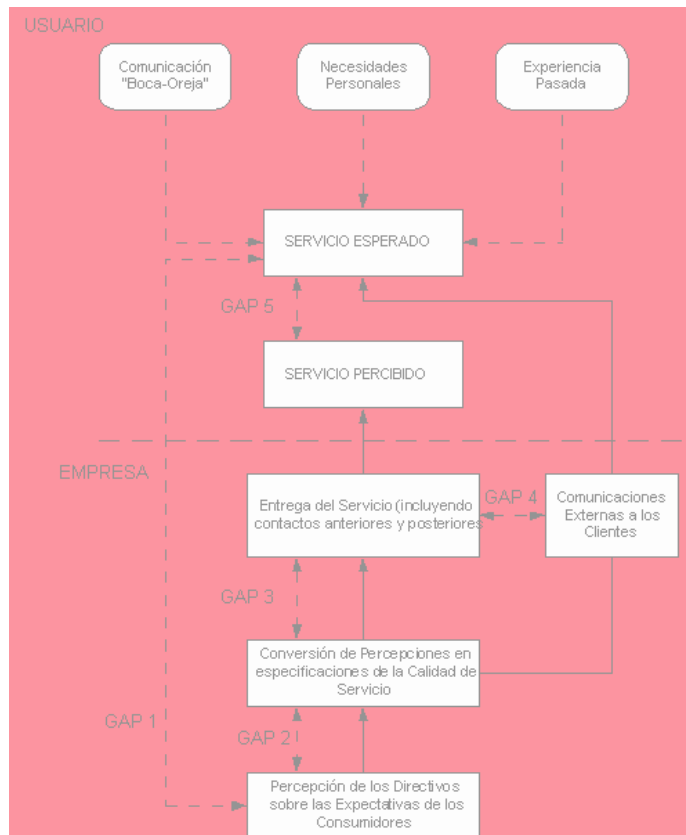 USUARIO
Comunicación
"Boca-Oreja"
Necesidades
Personales
Experiencia
Pasada
SERVICIO ESPERADO
GAP 5
SERVICIO PERCIBIDO
EMPRESA
Entrega del Servicio (incluyendo
contactos anteriores y posteriores
GAP 4
Comunicaciones
Externas a los
Clientes
GAP 3
Conversión de Percepciones en
especificaciones de la Calidad de
Servicio
GAP 1
GAP 2
Percepción de los Directivos
sobre las Expectativas de los
Consumidores